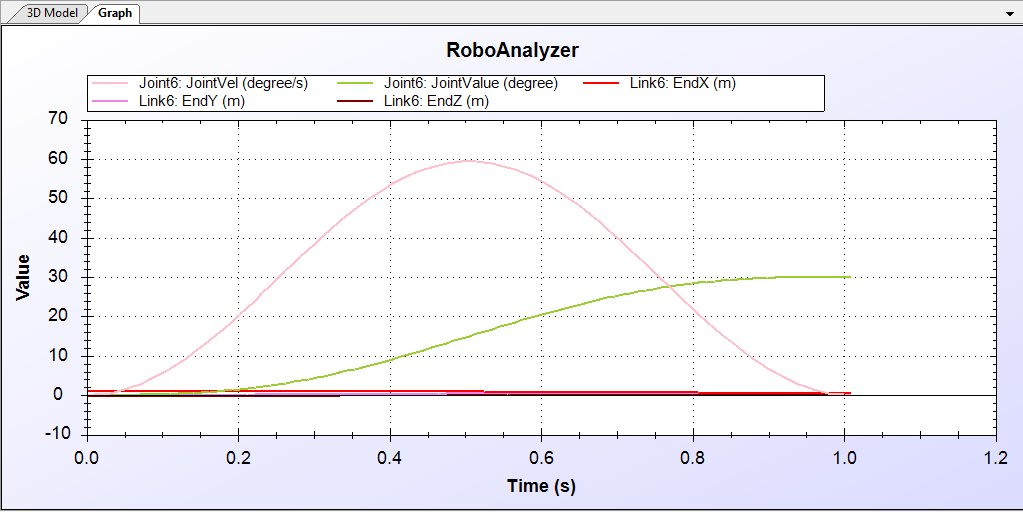 3D Model Graph
RoboAnalyzer
Joint6: JointVel (degree/s) Joint6: JointValue (degree) Link6: EndX (m)
Link6: EndY (m) Link6: EndZ (m)
70
60
50
40
30
20
10
0
-10
Value
0.0 0.2 0.4 0.6 0.8 1.0 1.2
Time (s)